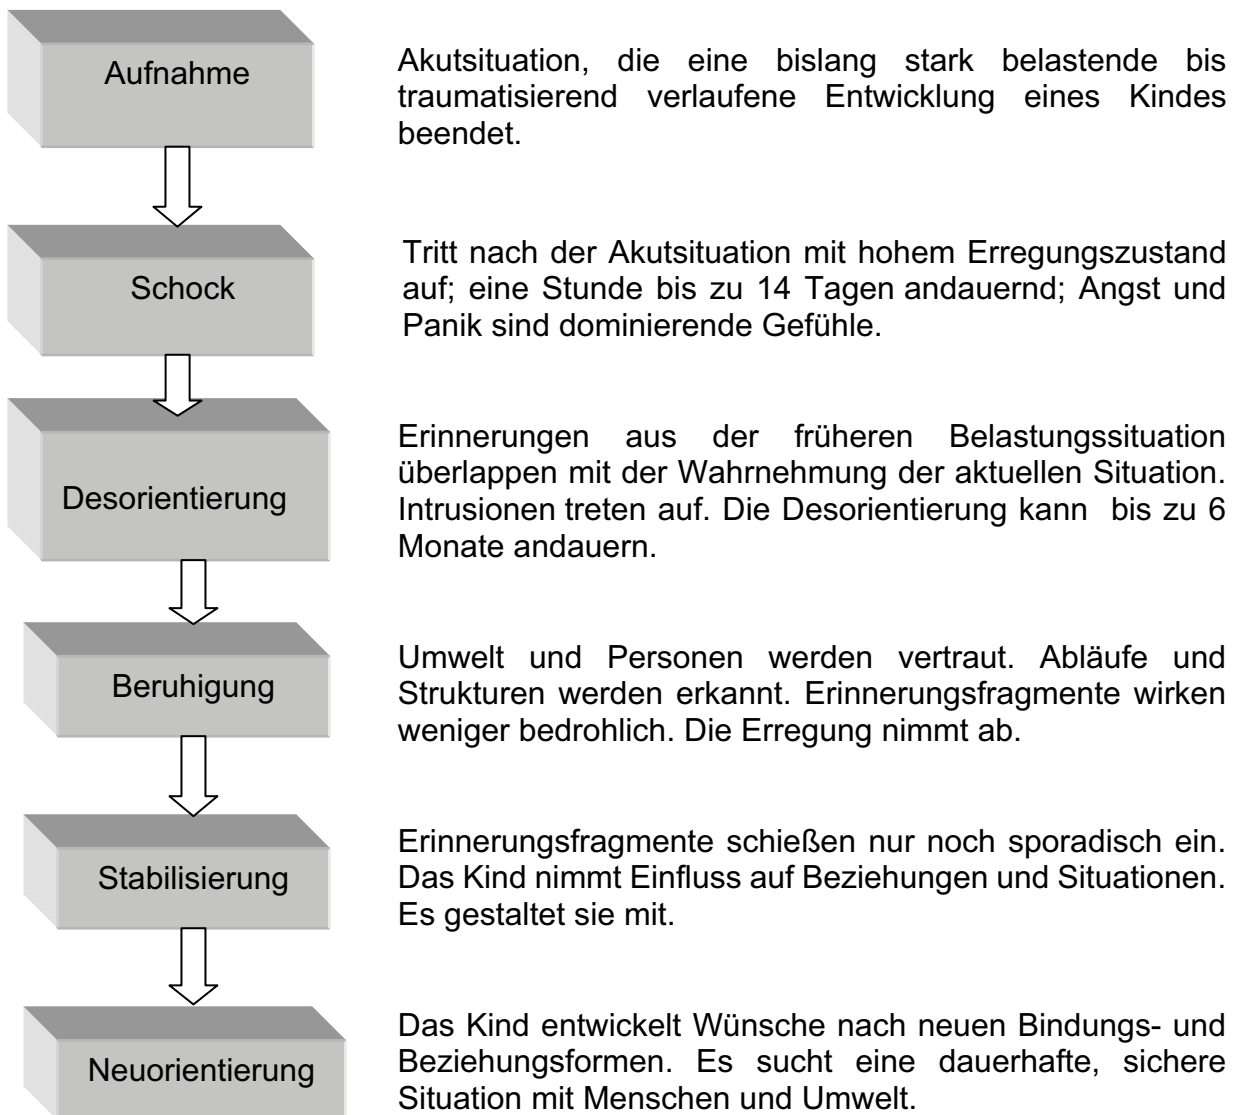 Aufnahme
Akutsituation, die eine bislang stark belastende bis
traumatisierend verlaufene Entwicklung eines Kindes
beendet.
Schock
Tritt nach der Akutsituation mit hohem Erregungszustand
auf; eine Stunde bis zu 14 Tagen andauernd; Angst und
Panik sind dominierende Gefühle.
Desorientierung
Erinnerungen aus der früheren Belastungssituation
überlappen mit der Wahrnehmung der aktuellen Situation.
Intrusionen treten auf. Die Desorientierung kann bis zu 6
Monate andauern.
Beruhigung
Umwelt und Personen werden vertraut. Abläufe und
Strukturen werden erkannt. Erinnerungsfragmente wirken
weniger bedrohlich. Die Erregung nimmt ab.
Stabilisierung
Erinnerungsfragmente schießen nur noch sporadisch ein.
Das Kind nimmt Einfluss auf Beziehungen und Situationen.
Es gestaltet sie mit.
Neuorientierung
Das Kind entwickelt Wünsche nach neuen Bindungs- und
Beziehungsformen. Es sucht eine dauerhafte, sichere
Situation mit Menschen und Umwelt.